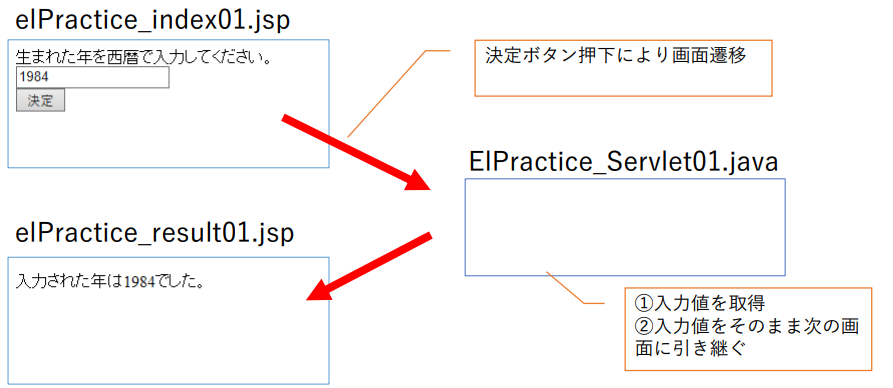 elPractice_index01.jsp
生まれた年を西暦で入力してください。
1984
決定
決定ボタン押下により画面遷移
ElPractice_Servlet01.java
①入力値を取得
②入力値をそのまま次の画
面に引き継ぐ
elPractice_result01.jsp
入力された年は1984でした。